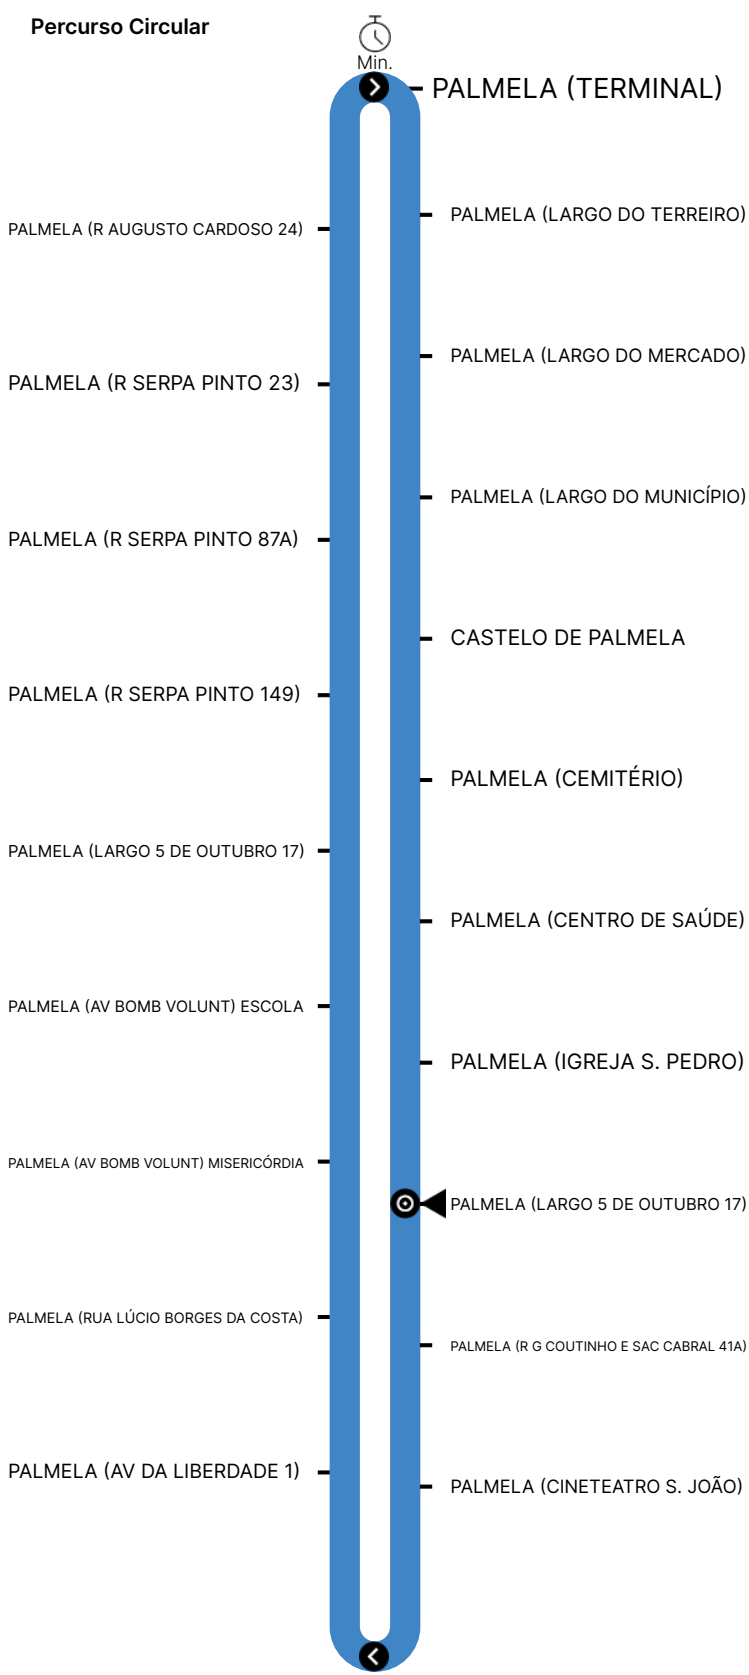 Percurso Circular
Min.
PALMELA (TERMINAL)
PALMELA (LARGO DO TERREIRO)
PALMELA (LARGO DO MERCADO)
PALMELA (LARGO DO MUNICÍPIO)
CASTELO DE PALMELA
PALMELA (CEMITÉRIO)
PALMELA (CENTRO DE SAÚDE)
PALMELA (IGREJA S. PEDRO)
PALMELA (LARGO 5 DE OUTUBRO 17)
PALMELA (R G COUTINHO E SAC CABRAL 41A)
PALMELA (CINETEATRO S. JOÃO)
PALMELA (R AUGUSTO CARDOSO 24)
PALMELA (R SERPA PINTO 23)
PALMELA (R SERPA PINTO 87A)
PALMELA (R SERPA PINTO 149)
PALMELA (LARGO 5 DE OUTUBRO 17)
PALMELA (AV BOMB VOLUNT) ESCOLA
PALMELA (AV BOMB VOLUNT) MISERICÓRDIA
PALMELA (RUA LÚCIO BORGES DA COSTA)
PALMELA (AV DA LIBERDADE 1)